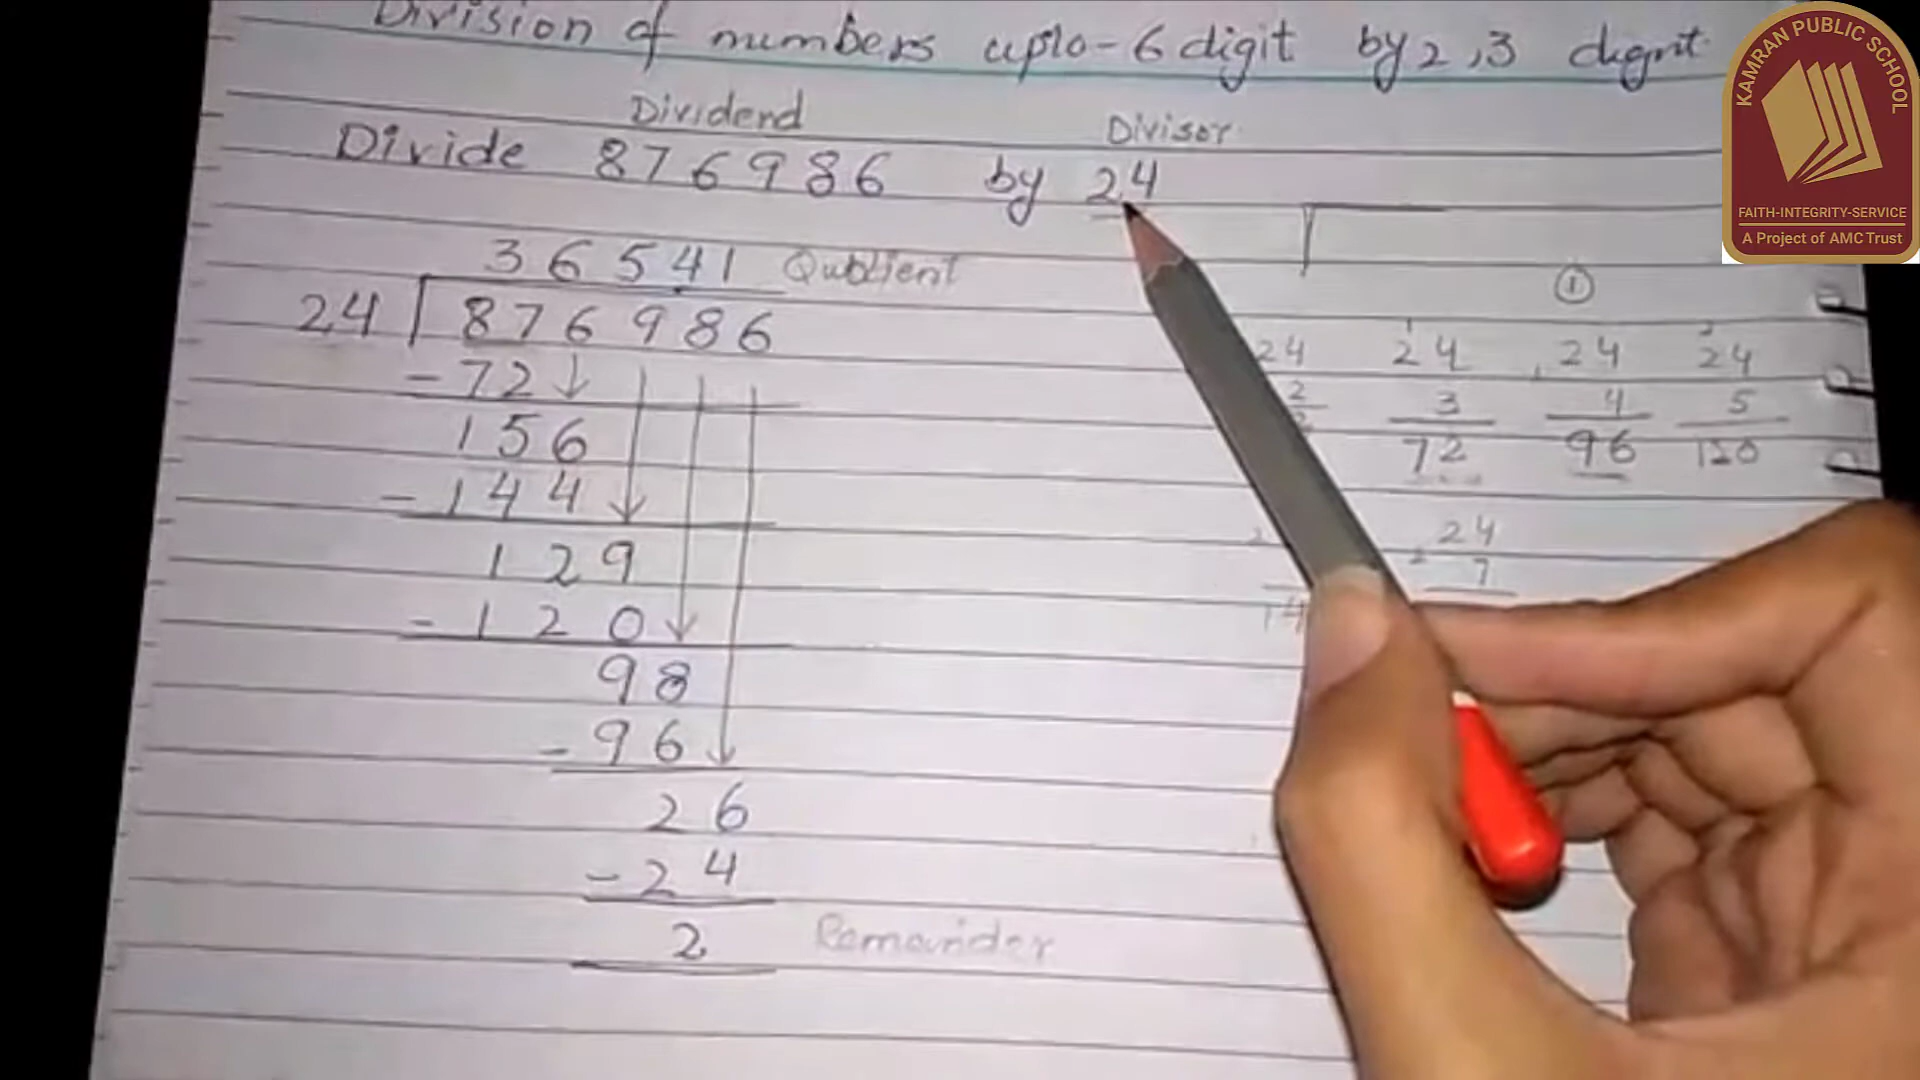 Division of numbers upto-6 digit by 2,3 digit
Dividend Divisor
Divide 876986 by 24
36541 Quotient
24 876986
-72
156
-144
129
-120
98
-96
26
-24
2 Remainder
1
24 24 24 24
2 3 4 5
72 96 120
24
7
KAMRAN PUBLIC SCHOOL
FAITH-INTEGRITY-SERVICE
A Project of AMC Trust